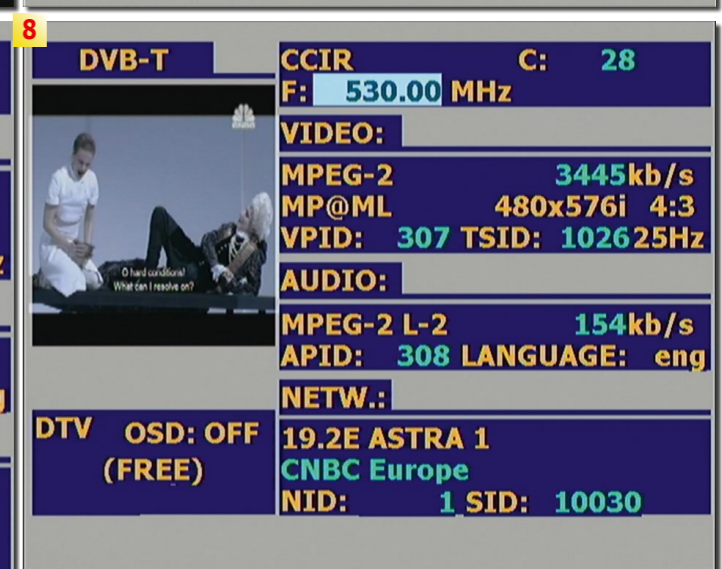 8
DVB-T
CCIR C: 28
F: 530.00 MHz
CNBC
O hard conditions!
What can I resolve on?
VIDEO:
MPEG-2 3445kb/s
MP@ML 480x576i 4:3
VPID: 307 TSID: 1026 25Hz
AUDIO:
MPEG-2 L-2 154kb/s
APID: 308 LANGUAGE: eng
NETW.:
DTV OSD: OFF
(FREE)
19.2E ASTRA 1
CNBC Europe
NID: 1 SID: 10030